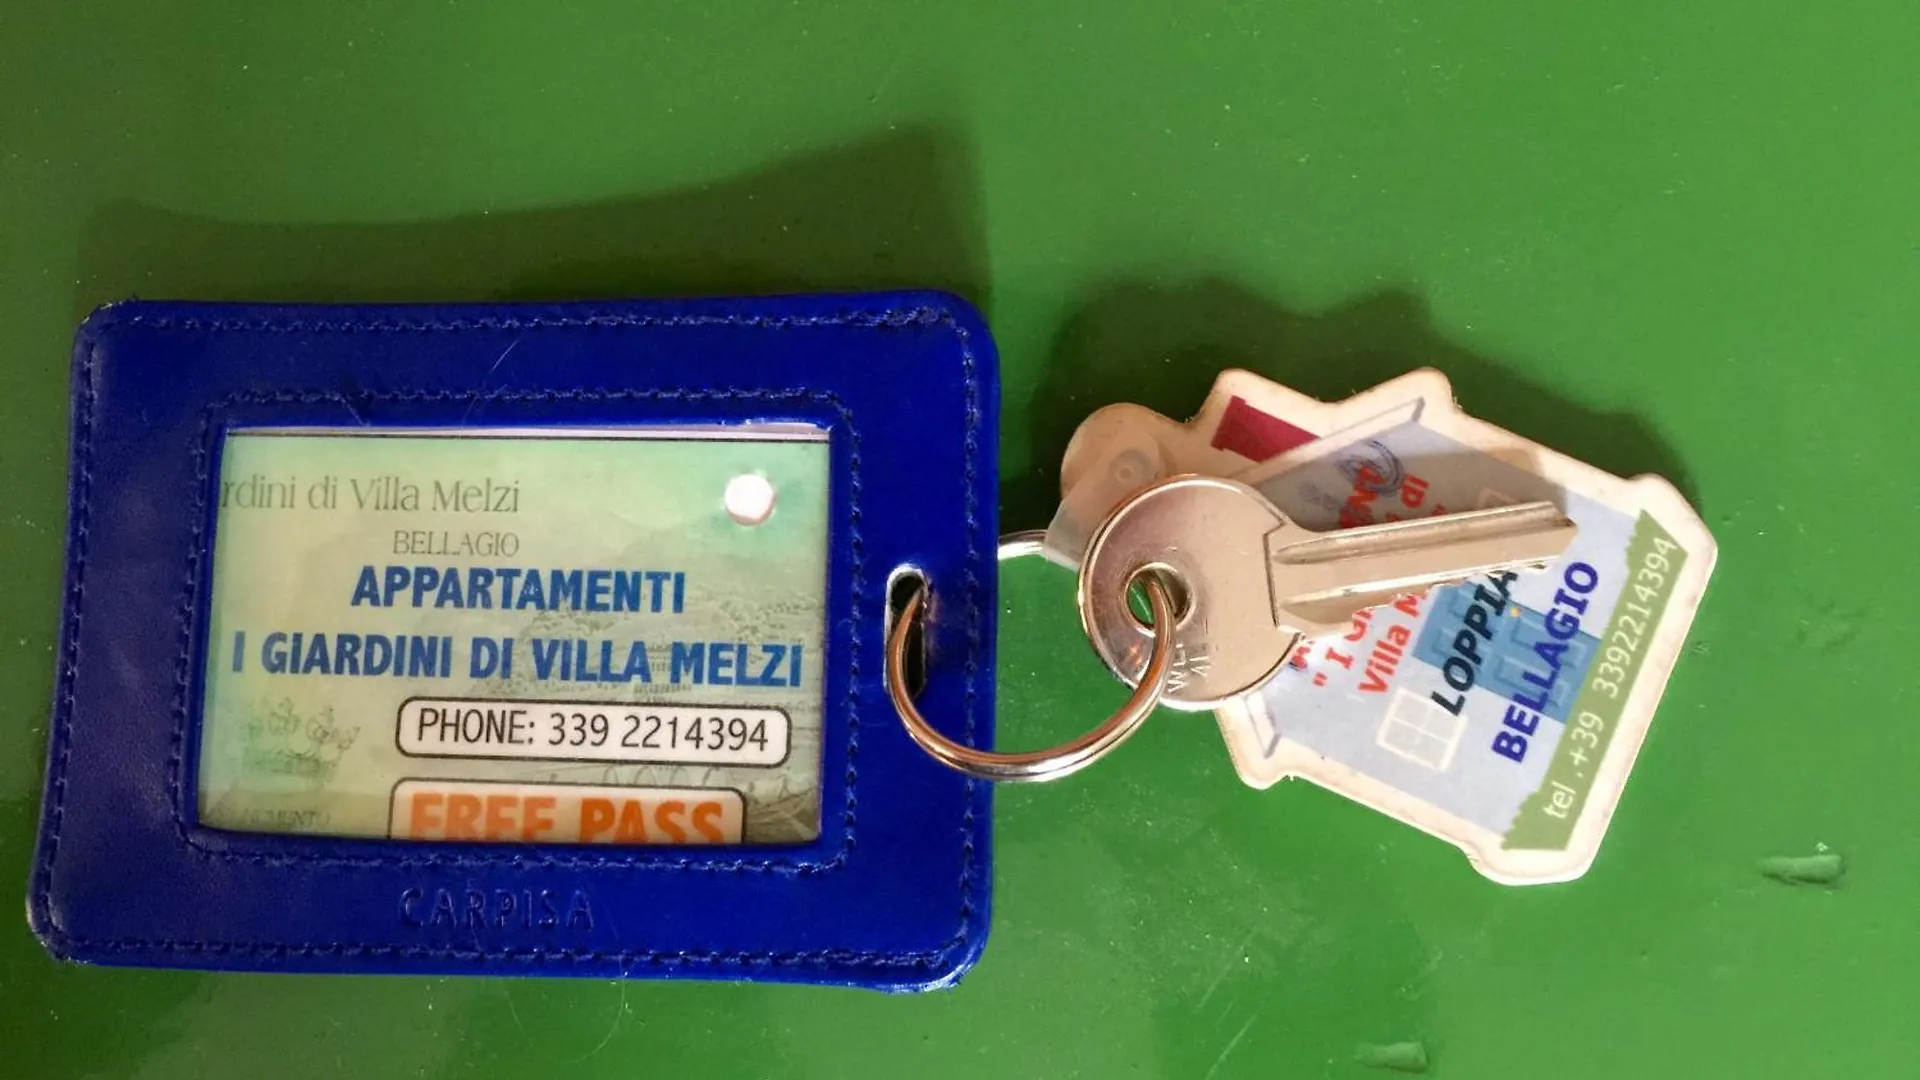 rdini di Villa Melzi
BELLAGIO
APPARTAMENTI
I GIARDINI DI VILLA MELZI
PHONE: 339 2214394
FREE PASS
CARPISA
di
" I
Villa
LOPPIA
BELLAGIO
tel .+39 3392214394